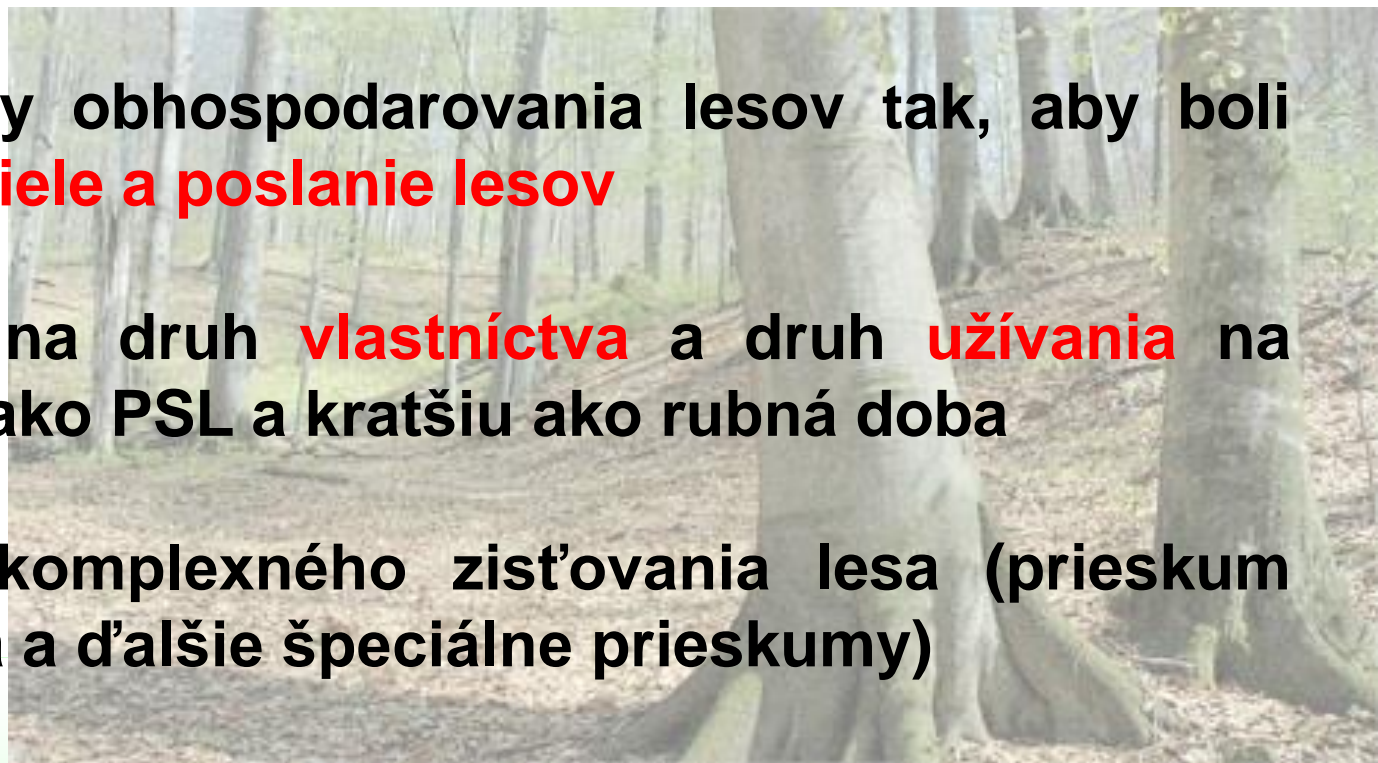 y obhospodarovania lesov tak, aby boli
iele a poslanie lesov
na druh vlastníctva a druh užívania na
ako PSL a kratšiu ako rubná doba
komplexného zisťovania lesa (prieskum
a ďalšie špeciálne prieskumy)